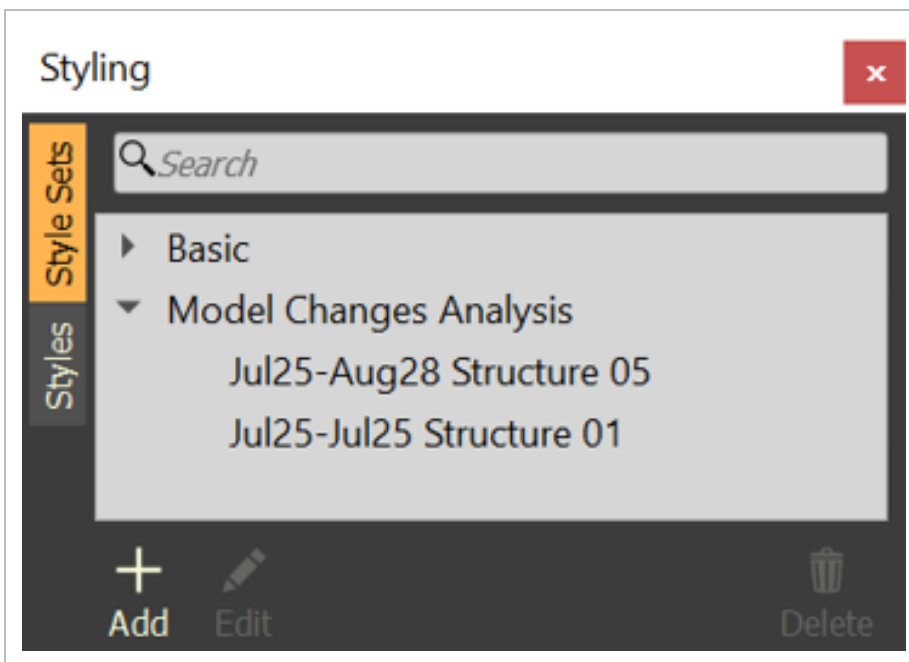 Styling
x
Style Sets
Search
Basic
Model Changes Analysis
Jul25-Aug28 Structure 05
Jul25-Jul25 Structure 01
Styles
Add
Edit
Delete